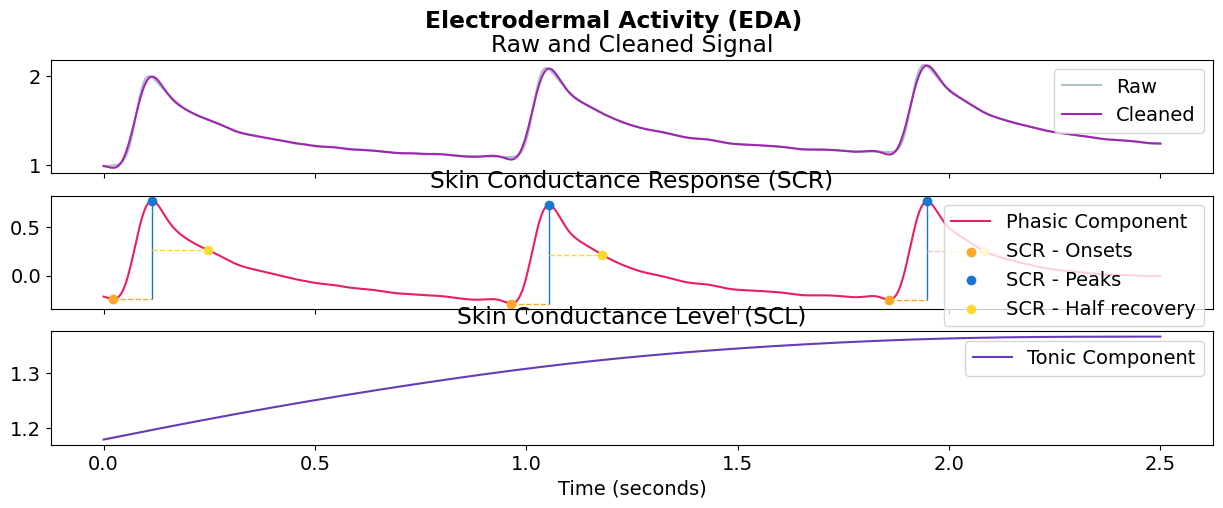 Electrodermal Activity (EDA)
Raw and Cleaned Signal
2
1
Raw
Cleaned
Skin Conductance Response (SCR)
0.5
0.0
Phasic Component
SCR - Onsets
SCR - Peaks
SCR - Half recovery
Skin Conductance Level (SCL)
1.3
1.2
Tonic Component
0.0 0.5 1.0 1.5 2.0 2.5
Time (seconds)